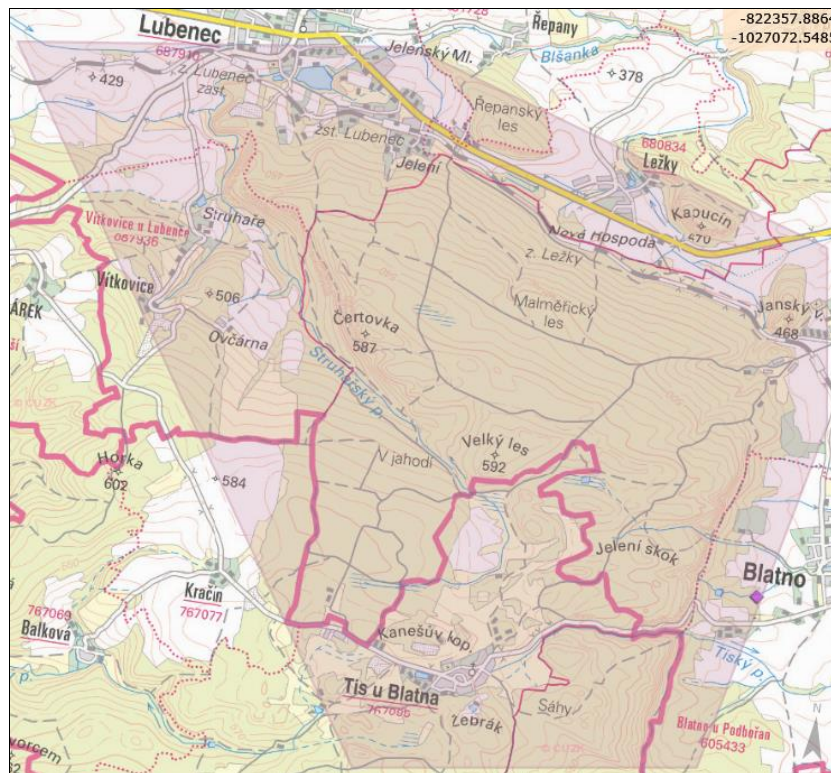 -822357.886
-1027072.548
Lubenec
687910
Řepany
Jelenský Ml.
Blšanka
429
z. Lubenec
zast.
378
Řepanský
les
zst. Lubenec
Jelení
680834
Ležky
Kapucín
470
Struhaře
Vítkovice u Lubence
687936
Nová Hospoda
z. Ležky
Vítkovice
506
Malměřický
les
Janský v.
468
ÁREK
Čertovka
587
Ovčárna
Struhařský p.
© ČÚZK
Velký les
592
V jahodí
Horka
602
584
Jelení skok
Blatno
Kračín
767077
767069
Balková
Kanešův kop.
Tiský p.
Tis u Blatna
767085
Žebrák
Sáhy
Blatno u Podbořan
605433
© ČÚZK
N